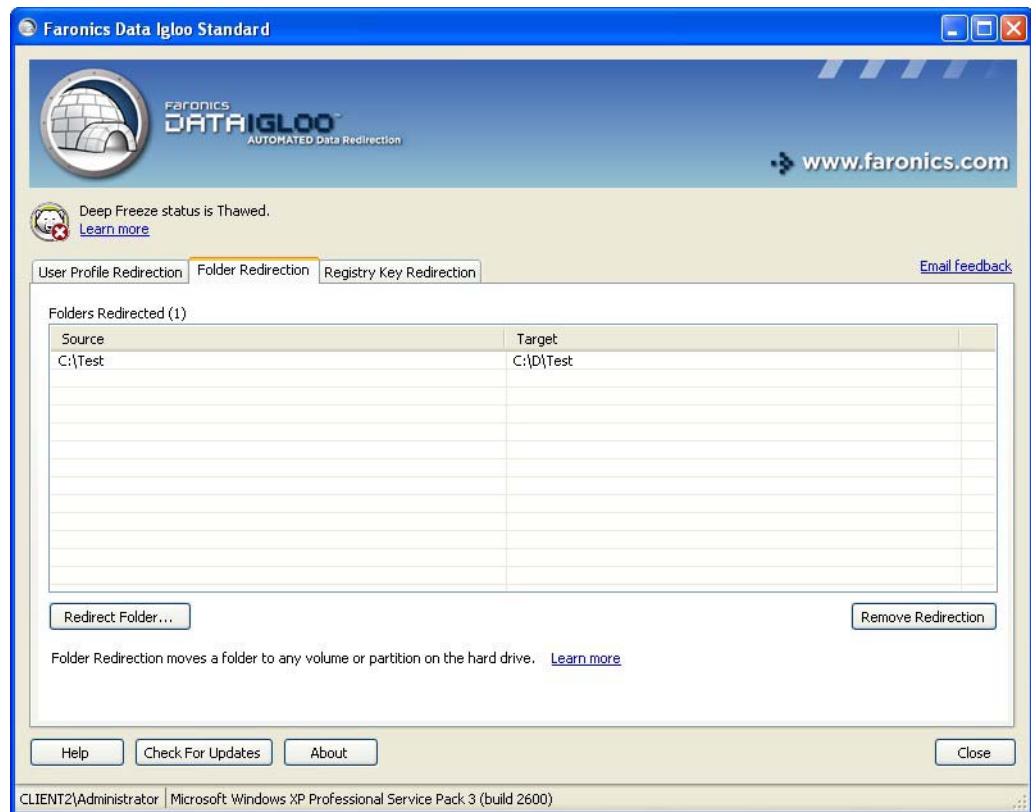 Faronics Data Igloo Standard
Faronics
DATAIGLOO™
AUTOMATED Data Redirection
www.faronics.com
Deep Freeze status is Thawed.
Learn more
User Profile Redirection Folder Redirection Registry Key Redirection Email feedback
Folders Redirected (1)
Source Target
C:\Test C:\D\Test
Redirect Folder... Remove Redirection
Folder Redirection moves a folder to any volume or partition on the hard drive. Learn more
Help Check For Updates About Close
CLIENT2\Administrator Microsoft Windows XP Professional Service Pack 3 (build 2600)